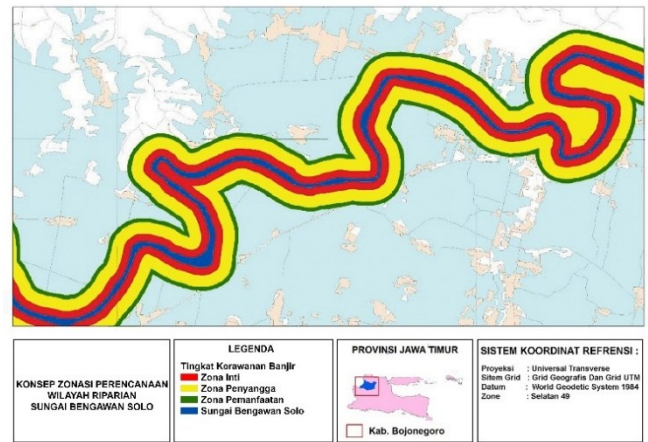 KONSEP ZONASI PERENCANAAN
WILAYAH RIPARIAN
SUNGAI BENGAWAN SOLO
LEGENDA
Tingkat Korawanan Banjir
Zona Inti
Zona Penyangga
Zona Pemanfaatan
Sungai Bengawan Solo
PROVINSI JAWA TIMUR
Kab. Bojonegoro
SISTEM KOORDINAT REFRENSI :
Proyeksi : Universal Transverse
Sitem Grid : Grid Geografis Dan Grid UTM
Datum : World Geodetic System 1984
Zone : Selatan 49